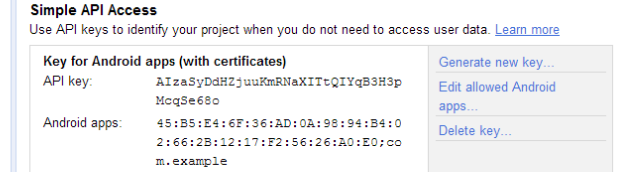 Simple API Access
Use API keys to identify your project when you do not need to access user data. Learn more
Key for Android apps (with certificates)
API key: AIzaSyDdHZjuuKmRNaXITtQIYqB3H3p
McqSe68o
Android apps: 45:B5:E4:6F:36:AD:0A:98:94:B4:0
2:66:2B:12:17:F2:56:26:A0:E0;co
m.example
Generate new key...
Edit allowed Android
apps...
Delete key...